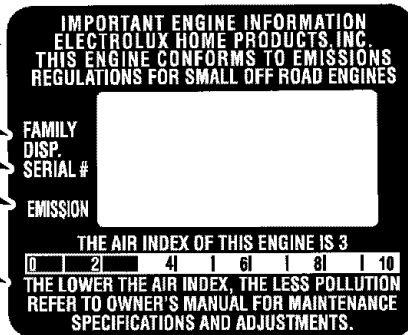 IMPORTANT ENGINE INFORMATION
ELECTROLUX HOME PRODUCTS, INC.
THIS ENGINE CONFORMS TO EMISSIONS
REGULATIONS FOR SMALL OFF ROAD ENGINES
FAMILY
DISP.
SERIAL #
EMISSION
THE AIR INDEX OF THIS ENGINE IS 3
0 2 4 6 8 10
THE LOWER THE AIR INDEX, THE LESS POLLUTION
REFER TO OWNER'S MANUAL FOR MAINTENANCE
SPECIFICATIONS AND ADJUSTMENTS.